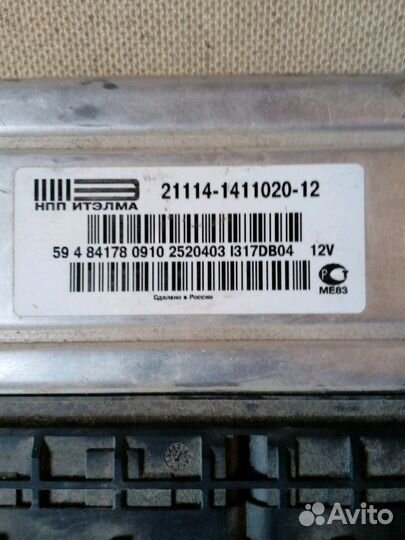 21114-1411020-12
НПП ИТЭЛМА
59 4 84178 0910 2520403 I317DB04 12V
Сделано в России
МЕ83
Avito